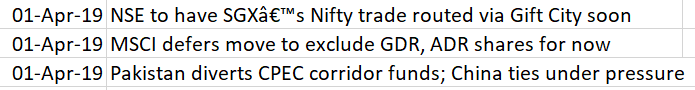 01-Apr-19 NSE to have SGXâ€™s Nifty trade routed via Gift City soon
01-Apr-19 MSCI defers move to exclude GDR, ADR shares for now
01-Apr-19 Pakistan diverts CPEC corridor funds; China ties under pressure